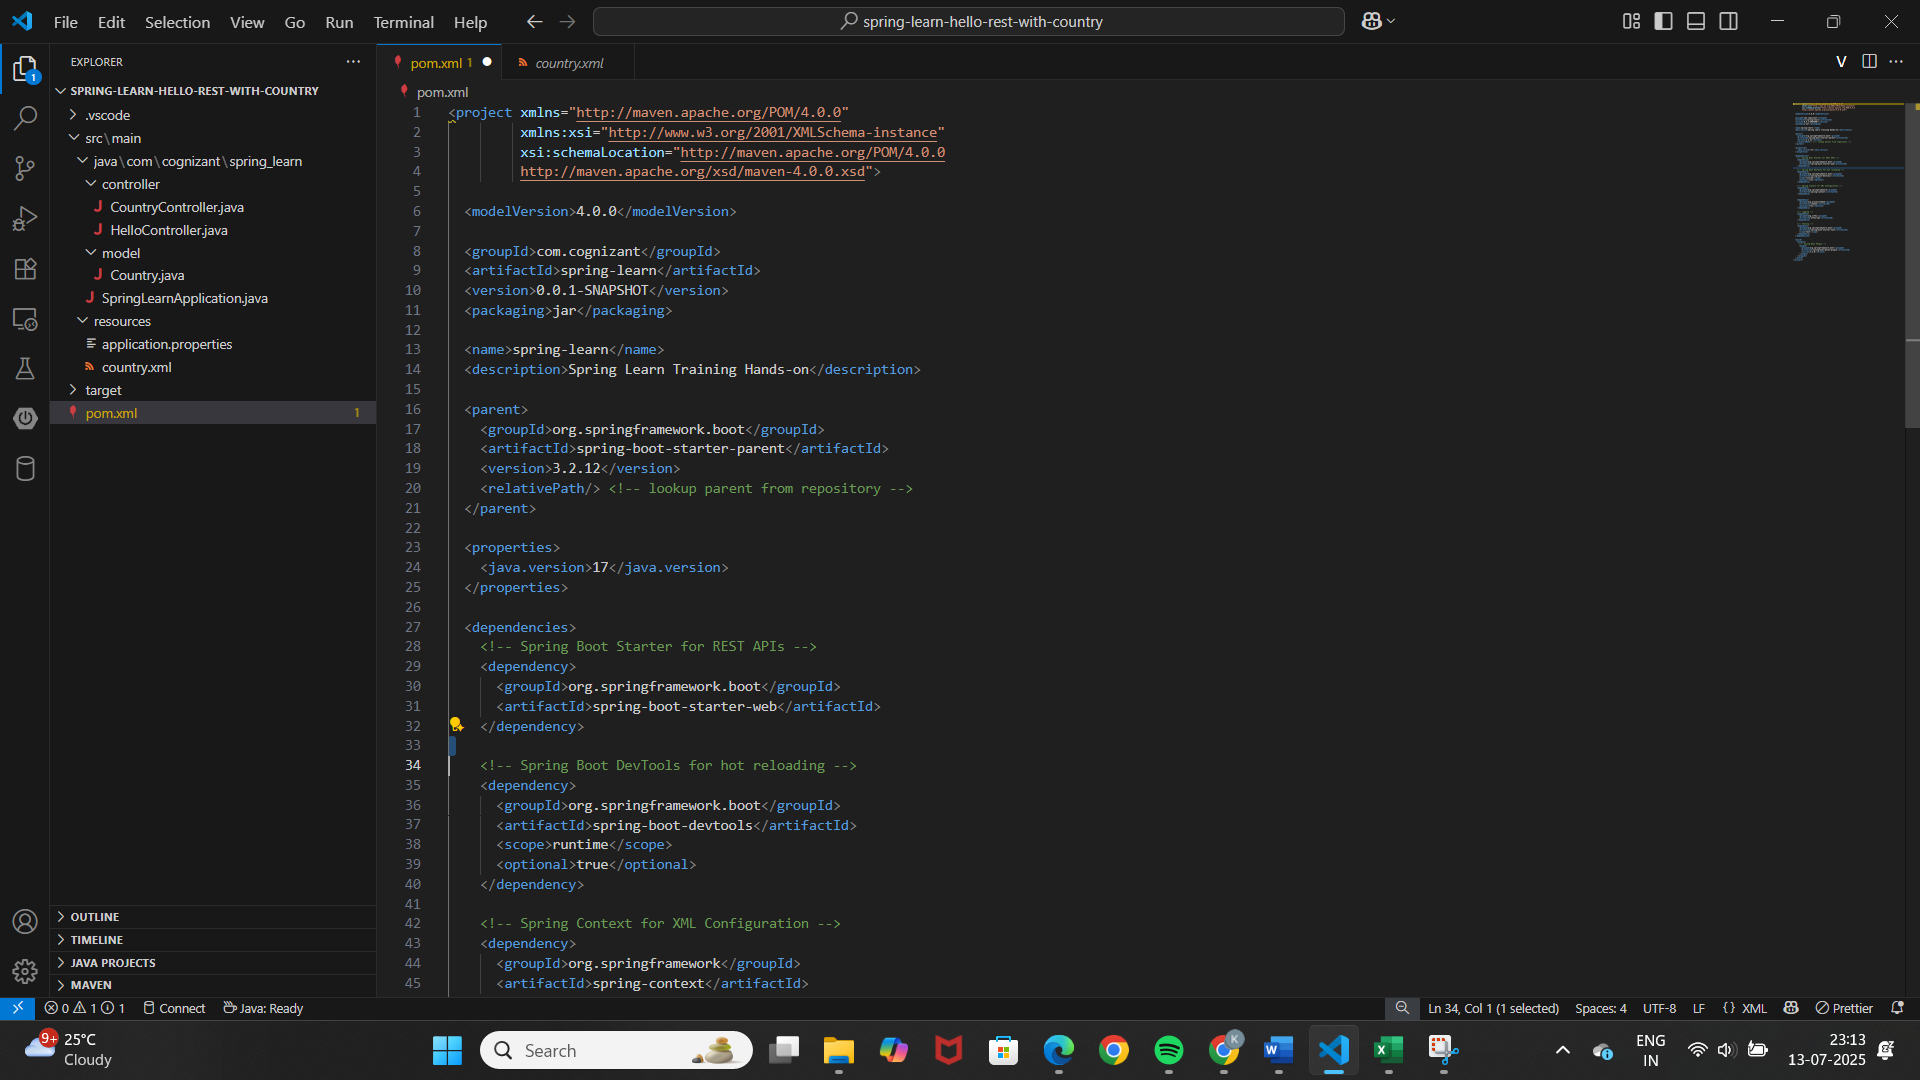 File Edit Selection View Go Run Terminal Help
spring-learn-hello-rest-with-country
EXPLORER
pom.xml 1
country.xml
V
1
SPRING-LEARN-HELLO-REST-WITH-COUNTRY
.vscode
src\main
java\com\cognizant\spring_learn
controller
CountryController.java
HelloController.java
model
Country.java
SpringLearnApplication.java
resources
application.properties
country.xml
target
pom.xml 1
OUTLINE
TIMELINE
JAVA PROJECTS
MAVEN
pom.xml
1 <project xmlns="http://maven.apache.org/POM/4.0.0"
2 xmlns:xsi="http://www.w3.org/2001/XMLSchema-instance"
3 xsi:schemaLocation="http://maven.apache.org/POM/4.0.0
4 http://maven.apache.org/xsd/maven-4.0.0.xsd">
5
6 <modelVersion>4.0.0</modelVersion>
7
8 <groupId>com.cognizant</groupId>
9 <artifactId>spring-learn</artifactId>
10 <version>0.0.1-SNAPSHOT</version>
11 <packaging>jar</packaging>
12
13 <name>spring-learn</name>
14 <description>Spring Learn Training Hands-on</description>
15
16 <parent>
17 <groupId>org.springframework.boot</groupId>
18 <artifactId>spring-boot-starter-parent</artifactId>
19 <version>3.2.12</version>
20 <relativePath/> <!-- lookup parent from repository -->
21 </parent>
22
23 <properties>
24 <java.version>17</java.version>
25 </properties>
26
27 <dependencies>
28 <!-- Spring Boot Starter for REST APIs -->
29 <dependency>
30 <groupId>org.springframework.boot</groupId>
31 <artifactId>spring-boot-starter-web</artifactId>
32 </dependency>
33
34 <!-- Spring Boot DevTools for hot reloading -->
35 <dependency>
36 <groupId>org.springframework.boot</groupId>
37 <artifactId>spring-boot-devtools</artifactId>
38 <scope>runtime</scope>
39 <optional>true</optional>
40 </dependency>
41
42 <!-- Spring Context for XML Configuration -->
43 <dependency>
44 <groupId>org.springframework</groupId>
45 <artifactId>spring-context</artifactId>
0 1 1 Connect Java: Ready
Ln 34, Col 1 (1 selected) Spaces: 4 UTF-8 LF {} XML Prettier
9+ 25°C
Cloudy
Search
K
ENG
IN
23:13
13-07-2025